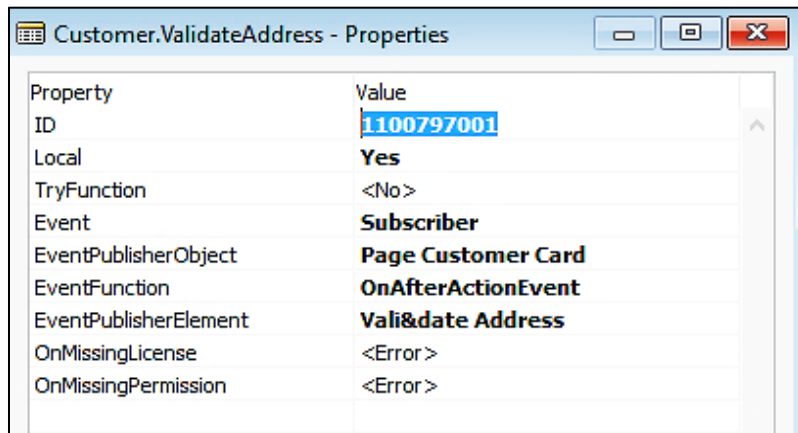 Customer.ValidateAddress - Properties
Property Value
ID 1100797001
Local Yes
TryFunction <No>
Event Subscriber
EventPublisherObject Page Customer Card
EventFunction OnAfterActionEvent
EventPublisherElement Vali&date Address
OnMissingLicense <Error>
OnMissingPermission <Error>